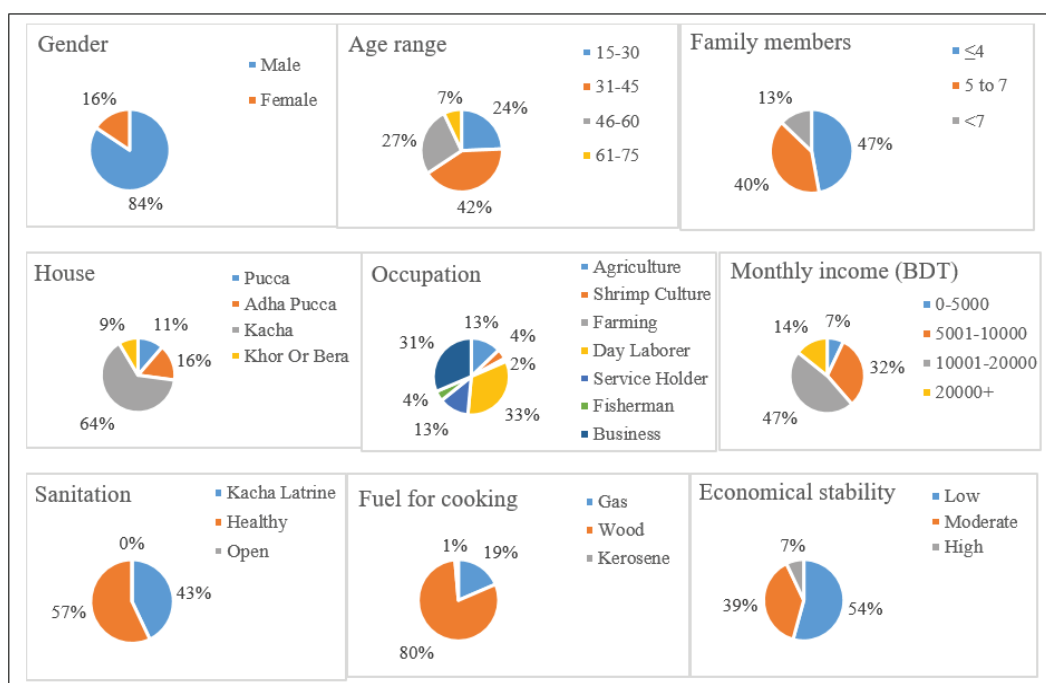 Gender
Male
Female
16%
84%
Age range
15-30
31-45
46-60
61-75
7%
24%
27%
42%
Family members
≤4
5 to 7
<7
13%
47%
40%
House
Pucca
Adha Pucca
Kacha
Khor Or Bera
9%
11%
16%
64%
Occupation
Agriculture
Shrimp Culture
Farming
Day Laborer
Service Holder
Fisherman
Business
13%
4%
31%
2%
4%
33%
13%
Monthly income (BDT)
0-5000
5001-10000
10001-20000
20000+
14%
7%
32%
47%
Sanitation
Kacha Latrine
Healthy
Open
0%
43%
57%
Fuel for cooking
Gas
Wood
Kerosene
1%
19%
80%
Economical stability
Low
Moderate
High
7%
39%
54%